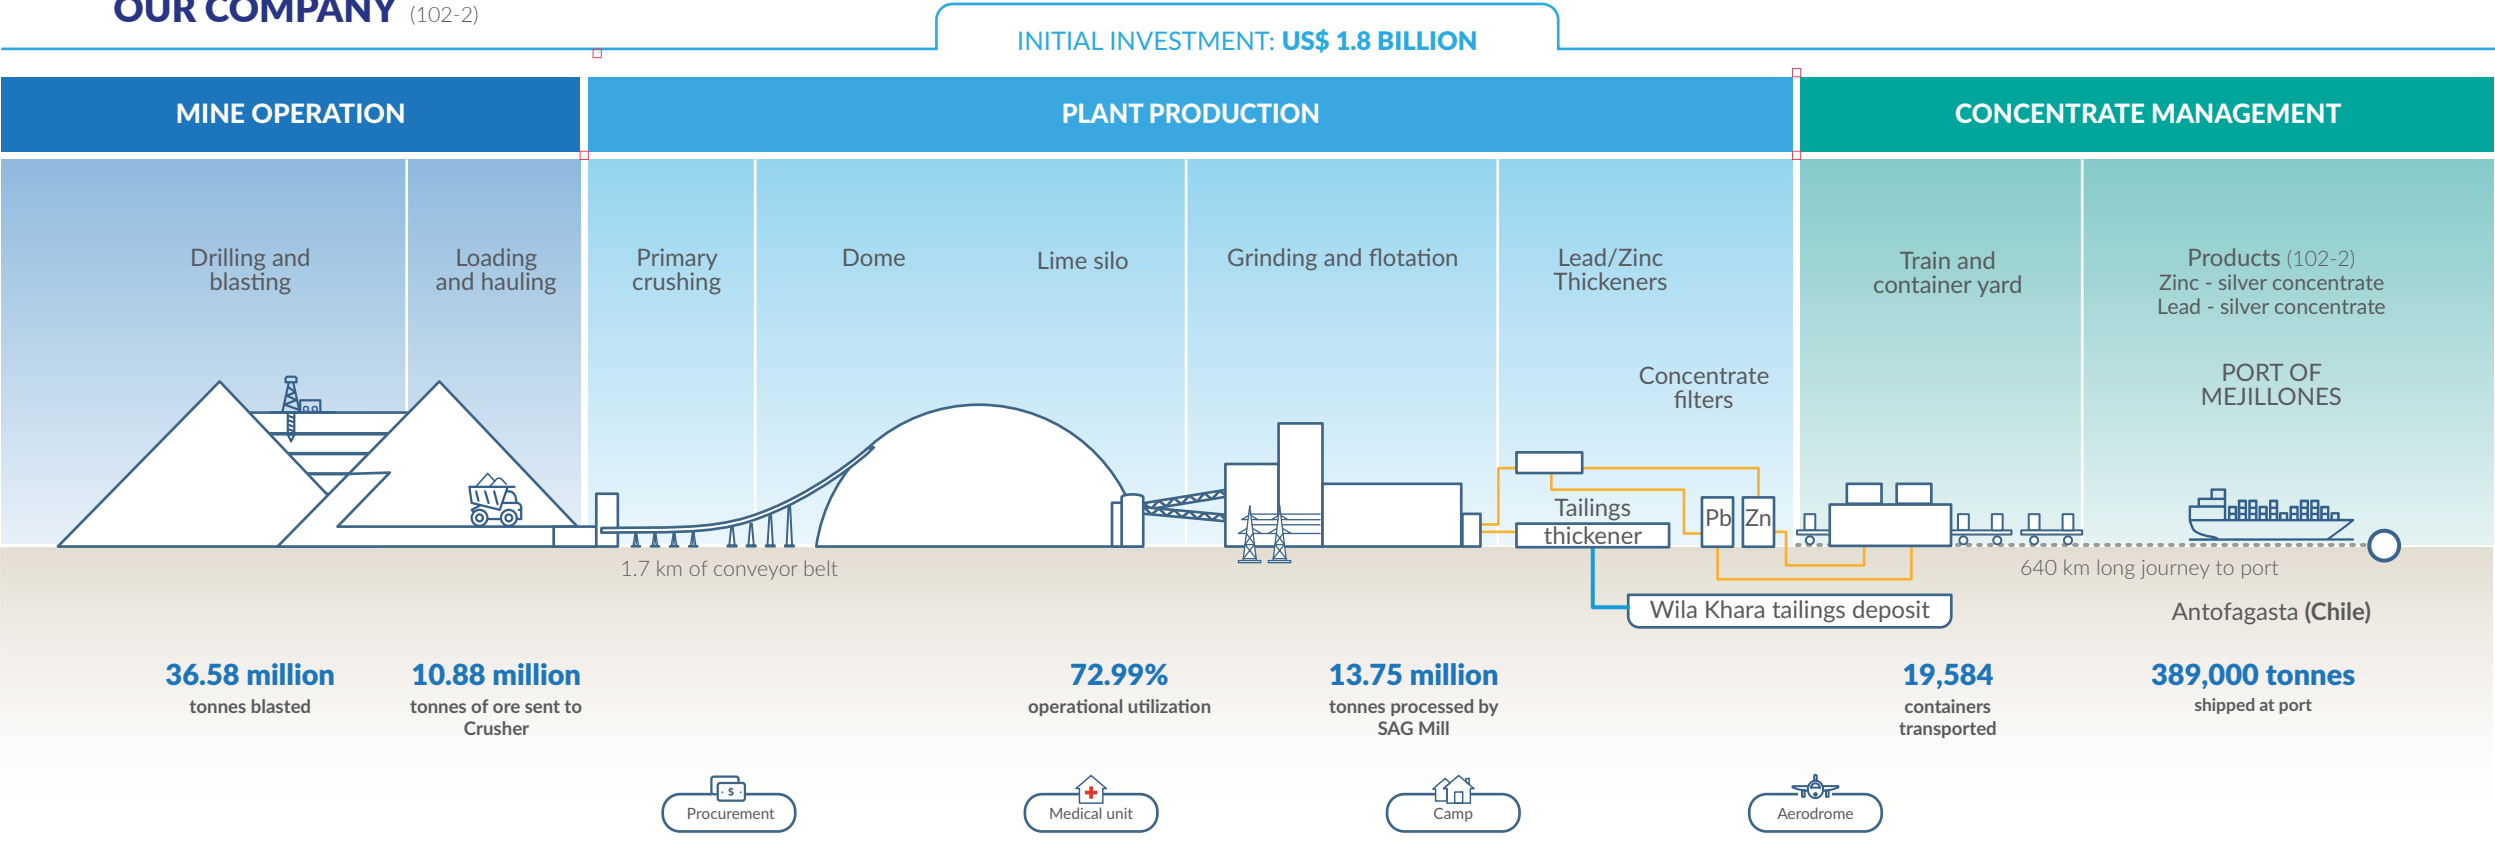 OUR COMPANY (102-2)
INITIAL INVESTMENT: US$ 1.8 BILLION
MINE OPERATION
PLANT PRODUCTION
CONCENTRATE MANAGEMENT
Drilling and
blasting
Loading
and hauling
Primary
crushing
Dome
Lime silo
Grinding and flotation
Lead/Zinc
Thickeners
Concentrate
filters
Train and
container yard
Products (102-2)
Zinc - silver concentrate
Lead - silver concentrate
PORT OF
MEJILLONES
Tailings
thickener
Pb
Zn
1.7 km of conveyor belt
640 km long journey to port
Wila Khara tailings deposit
Antofagasta (Chile)
36.58 million
tonnes blasted
10.88 million
tonnes of ore sent to
Crusher
72.99%
operational utilization
13.75 million
tonnes processed by
SAG Mill
19,584
containers
transported
389,000 tonnes
shipped at port
$
Procurement
Medical unit
Camp
Aerodrome